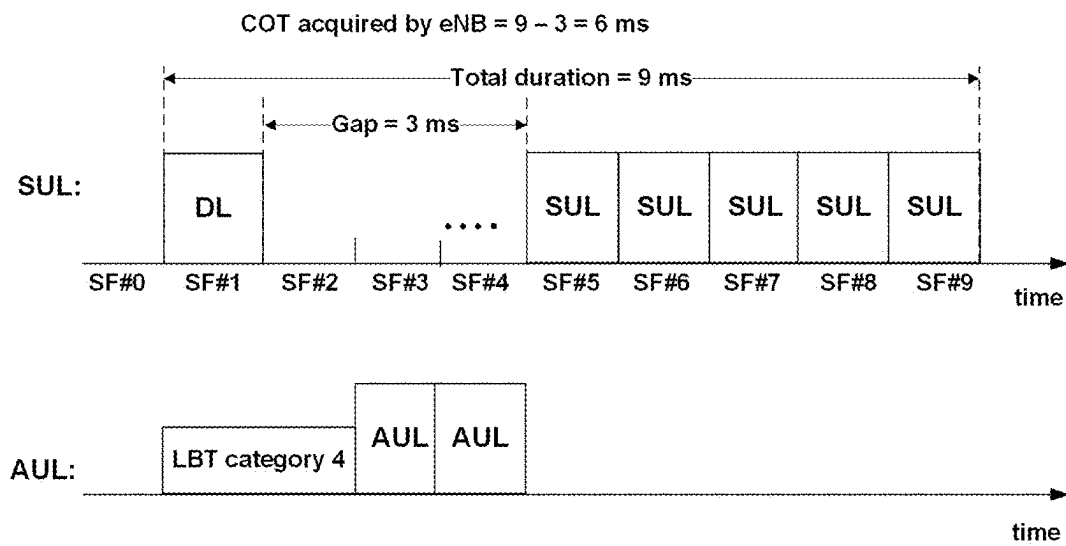 COT acquired by eNB = 9 – 3 = 6 ms
Total duration = 9 ms
Gap = 3 ms
SUL:
DL
....
SUL SUL SUL SUL SUL
SF#0 SF#1 SF#2 SF#3 SF#4 SF#5 SF#6 SF#7 SF#8 SF#9
time
AUL:
LBT category 4
AUL AUL
time